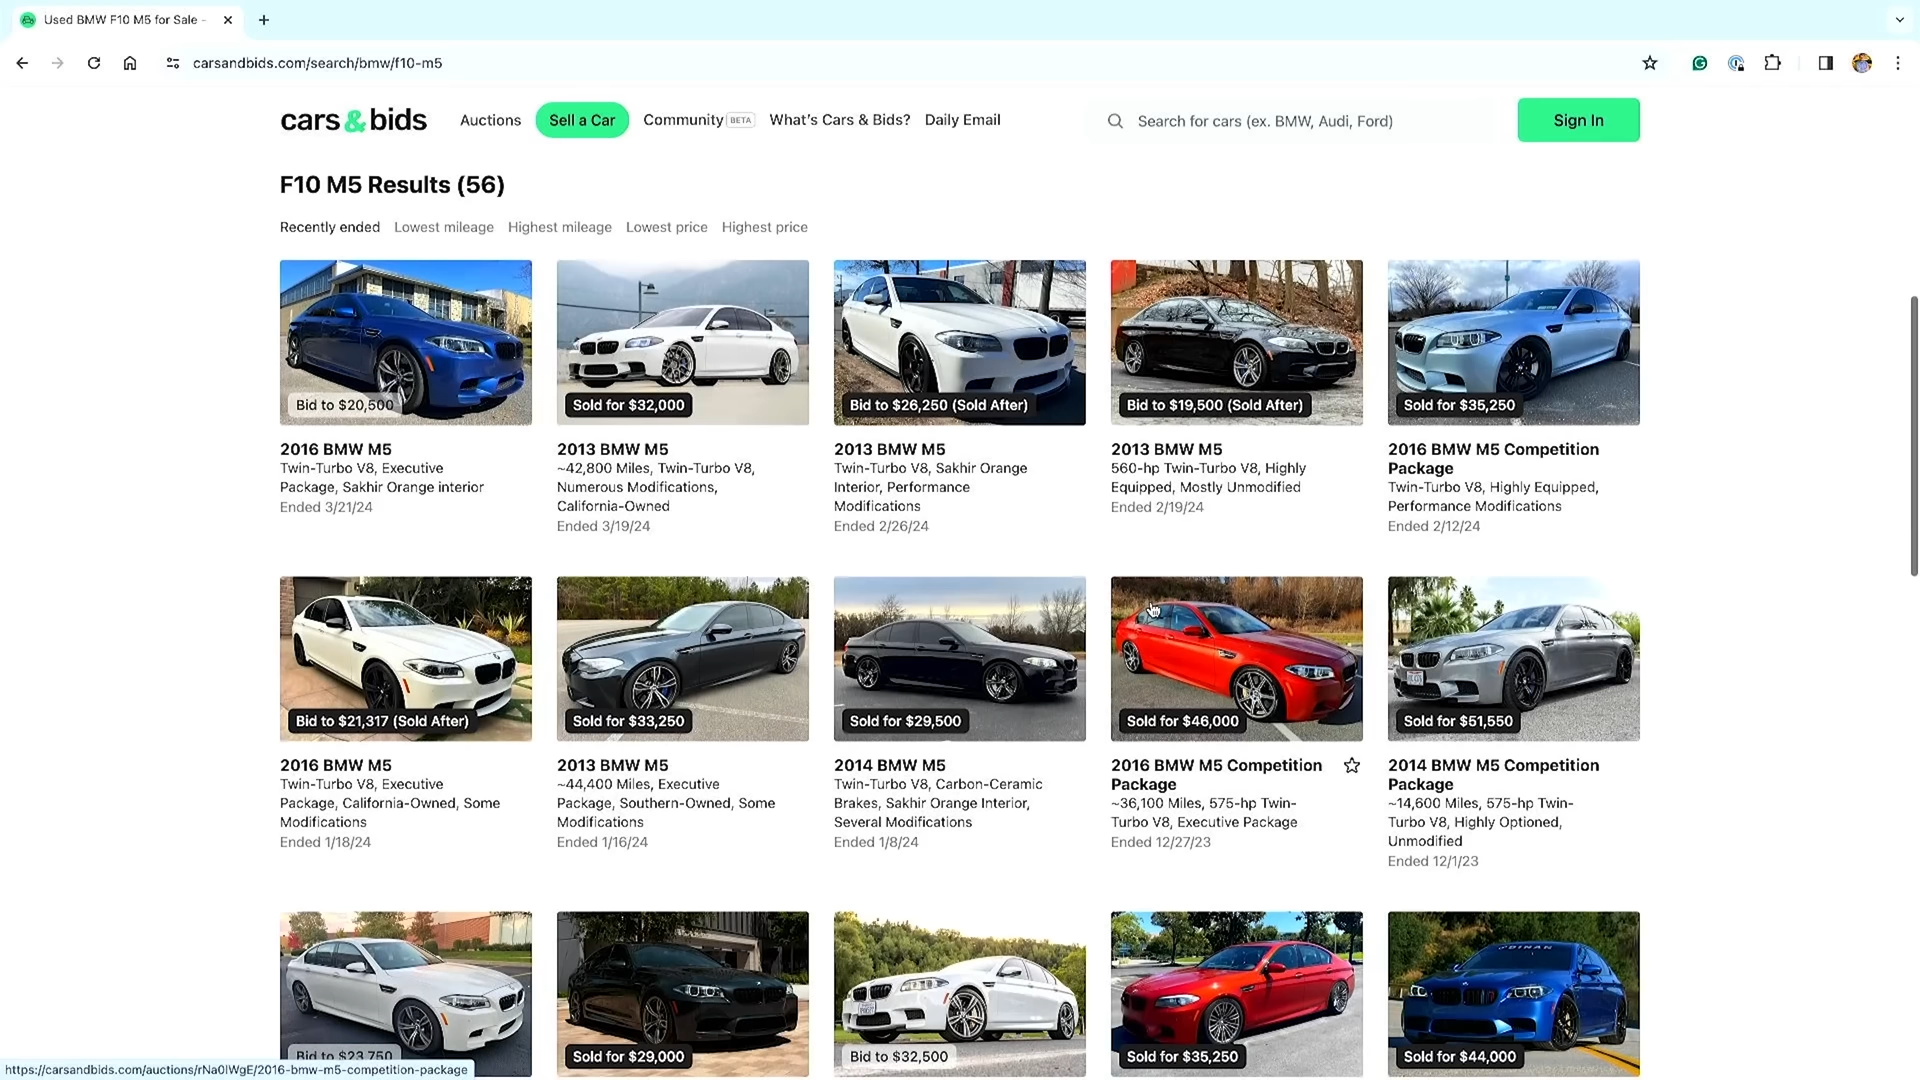 Used BMW F10 M5 for Sale -
carsandbids.com/search/bmw/f10-m5
cars&bids Auctions Sell a Car Community BETA What's Cars & Bids? Daily Email Search for cars (ex. BMW, Audi, Ford) Sign In
F10 M5 Results (56)
Recently ended Lowest mileage Highest mileage Lowest price Highest price
Bid to $20,500
2016 BMW M5
Twin-Turbo V8, Executive
Package, Sakhir Orange interior
Ended 3/21/24
Sold for $32,000
2013 BMW M5
~42,800 Miles, Twin-Turbo V8,
Numerous Modifications,
California-Owned
Ended 3/19/24
Bid to $26,250 (Sold After)
2013 BMW M5
Twin-Turbo V8, Sakhir Orange
Interior, Performance
Modifications
Ended 2/26/24
Bid to $19,500 (Sold After)
2013 BMW M5
560-hp Twin-Turbo V8, Highly
Equipped, Mostly Unmodified
Ended 2/19/24
Sold for $35,250
2016 BMW M5 Competition
Package
Twin-Turbo V8, Highly Equipped,
Performance Modifications
Ended 2/12/24
Bid to $21,317 (Sold After)
2016 BMW M5
Twin-Turbo V8, Executive
Package, California-Owned, Some
Modifications
Ended 1/18/24
Sold for $33,250
2013 BMW M5
~44,400 Miles, Executive
Package, Southern-Owned, Some
Modifications
Ended 1/16/24
Sold for $29,500
2014 BMW M5
Twin-Turbo V8, Carbon-Ceramic
Brakes, Sakhir Orange Interior,
Several Modifications
Ended 1/8/24
Sold for $46,000
2016 BMW M5 Competition
Package
~36,100 Miles, 575-hp Twin-
Turbo V8, Executive Package
Ended 12/27/23
Sold for $51,550
2014 BMW M5 Competition
Package
~14,600 Miles, 575-hp Twin-
Turbo V8, Highly Optioned,
Unmodified
Ended 12/1/23
Bid to $23,750
Sold for $29,000
Bid to $32,500
Sold for $35,250
DINAN
Sold for $44,000
https://carsandbids.com/auctions/rNa0lWgE/2016-bmw-m5-competition-package